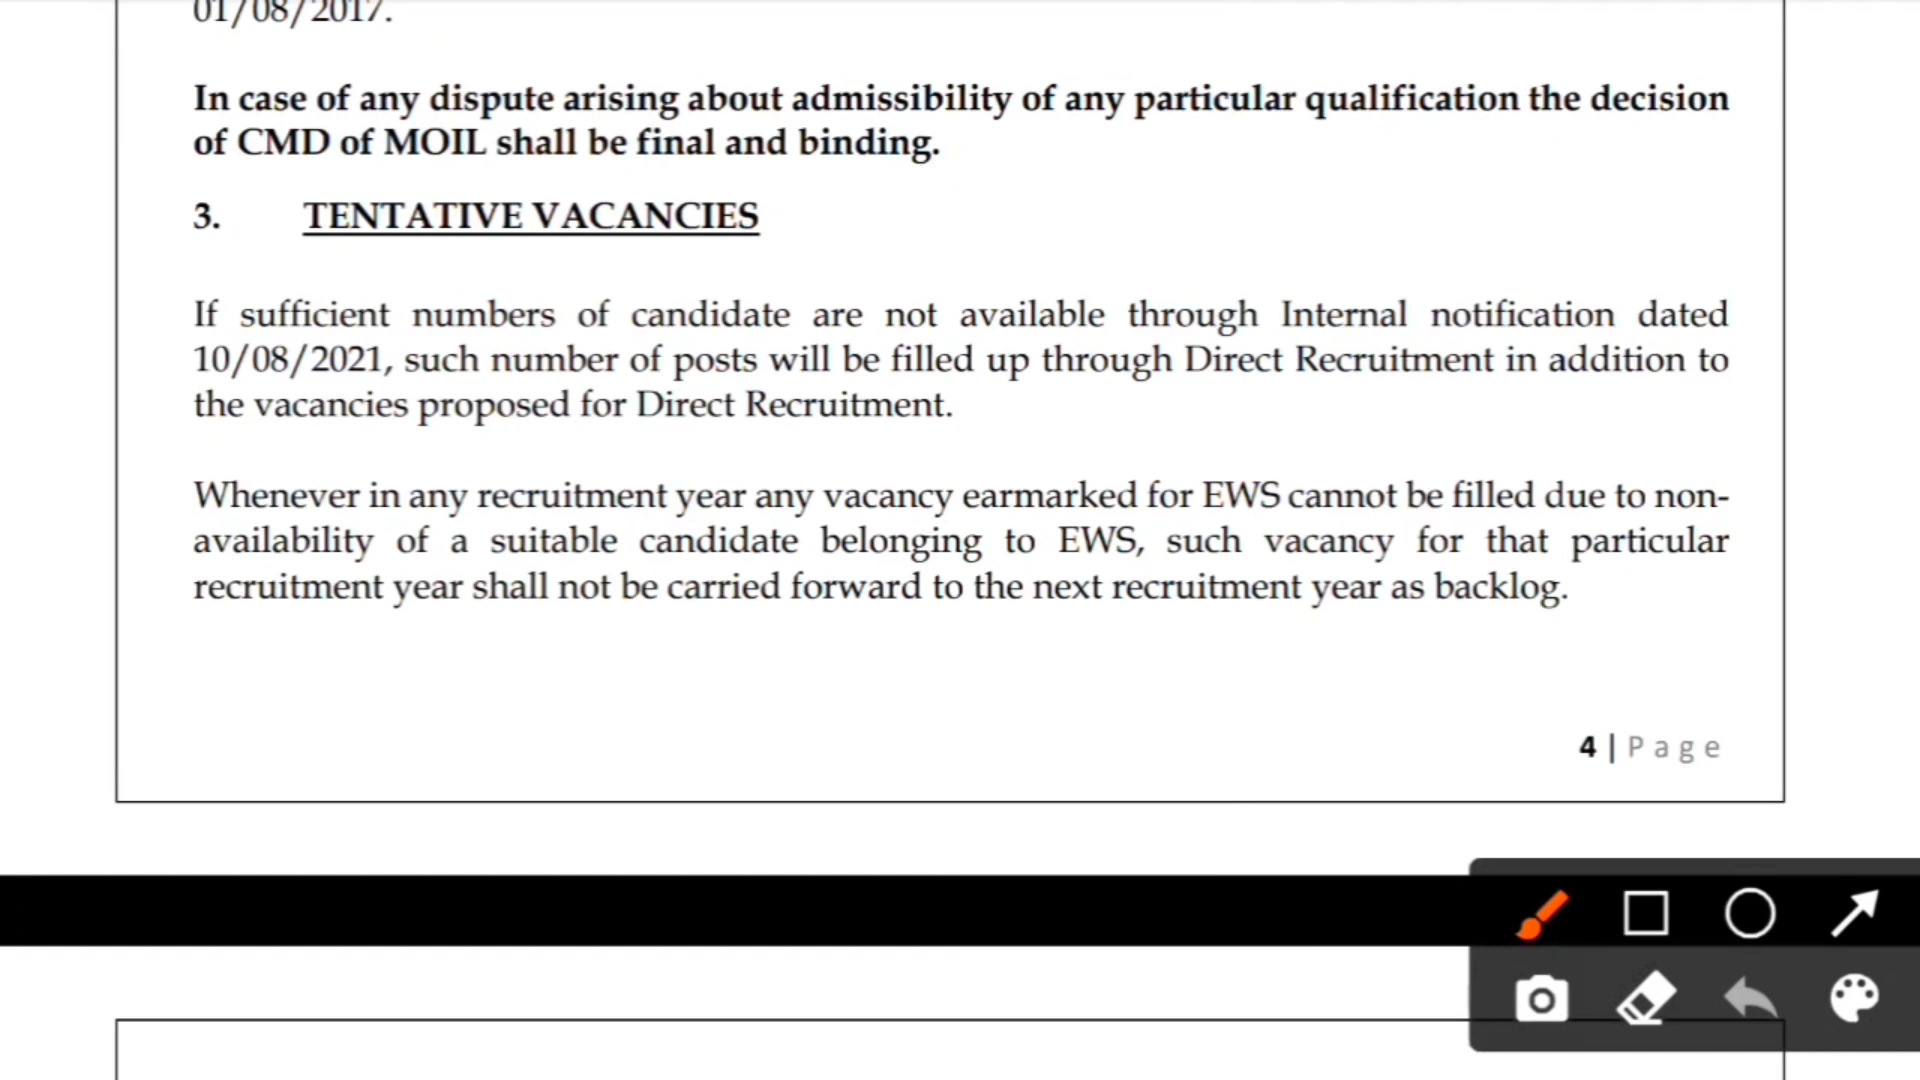 01/08/2017.
In case of any dispute arising about admissibility of any particular qualification the decision
of CMD of MOIL shall be final and binding.
3. TENTATIVE VACANCIES
If sufficient numbers of candidate are not available through Internal notification dated
10/08/2021, such number of posts will be filled up through Direct Recruitment in addition to
the vacancies proposed for Direct Recruitment.
Whenever in any recruitment year any vacancy earmarked for EWS cannot be filled due to non-
availability of a suitable candidate belonging to EWS, such vacancy for that particular
recruitment year shall not be carried forward to the next recruitment year as backlog.
4 | Page